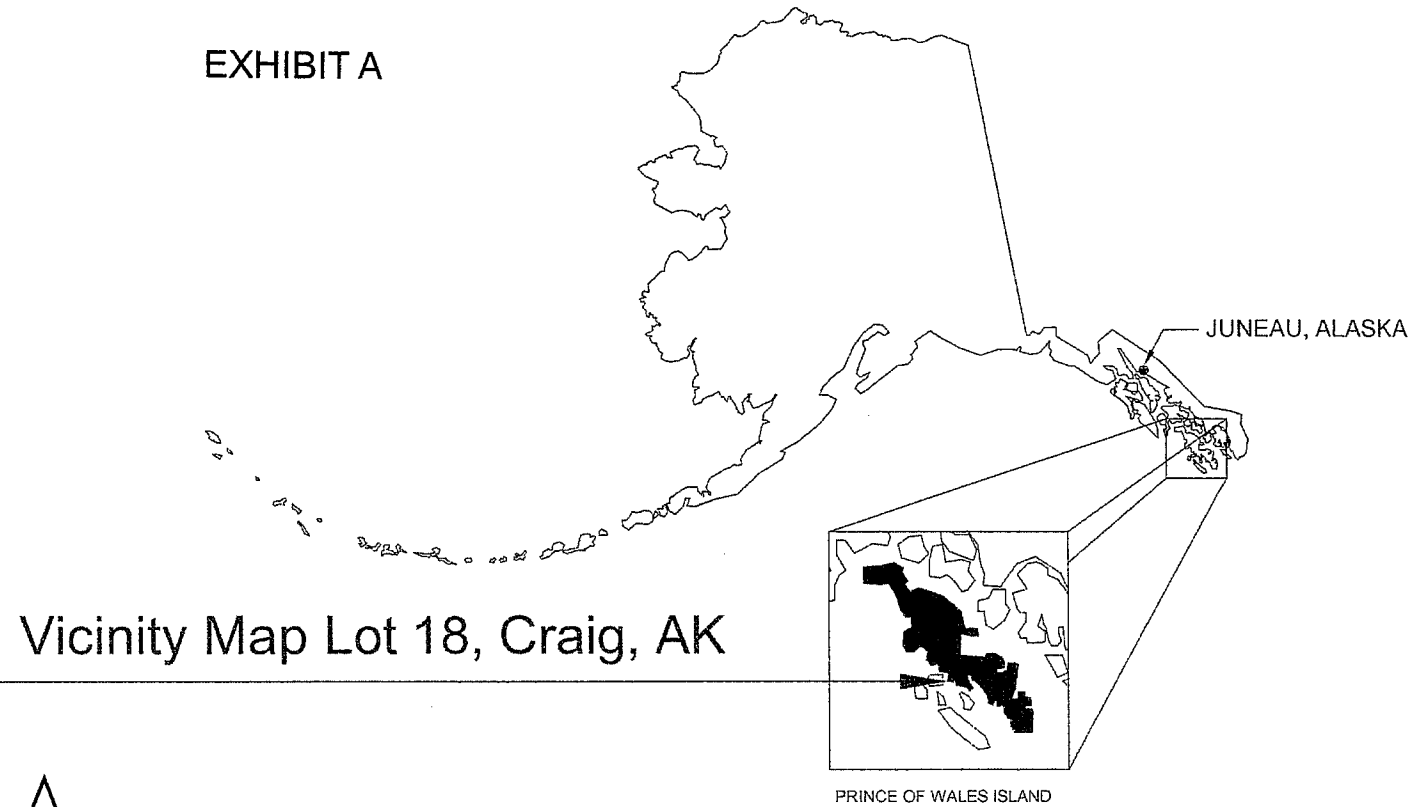 EXHIBIT A
JUNEAU, ALASKA
Vicinity Map Lot 18, Craig, AK
PRINCE OF WALES ISLAND